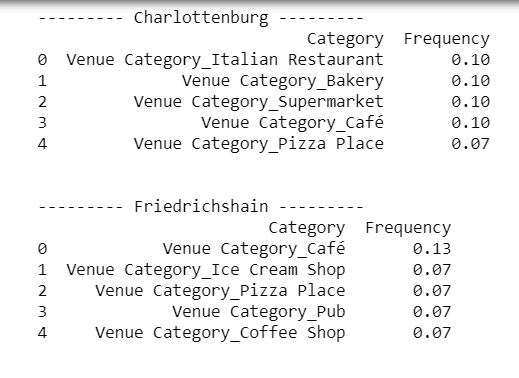 --------- Charlottenburg ---------
Category Frequency
0 Venue Category_Italian Restaurant 0.10
1 Venue Category_Bakery 0.10
2 Venue Category_Supermarket 0.10
3 Venue Category_Café 0.10
4 Venue Category_Pizza Place 0.07
--------- Friedrichshain ---------
Category Frequency
0 Venue Category_Café 0.13
1 Venue Category_Ice Cream Shop 0.07
2 Venue Category_Pizza Place 0.07
3 Venue Category_Pub 0.07
4 Venue Category_Coffee Shop 0.07